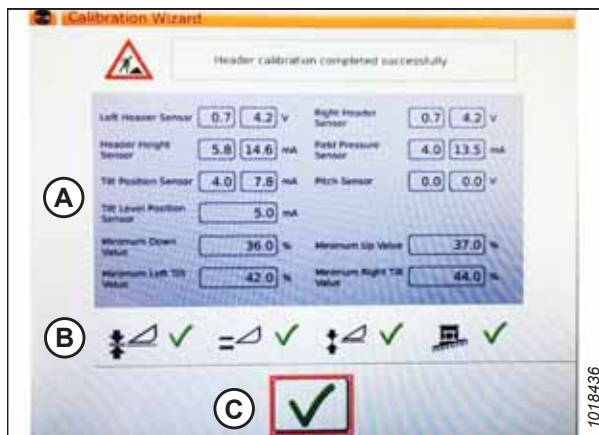 Calibration Wizard
Header calibration completed successfully
Left Header Sensor 0.7 4.2 v Right Header Sensor 0.7 4.2 v
Header Height Sensor 5.8 14.6 mA Field Pressure Sensor 4.0 13.5 mA
Tilt Position Sensor 4.0 7.8 mA Pitch Sensor 0.0 0.0 v
A
Tilt Level Position Sensor 5.0 mA
Minimum Down Value 36.0 % Minimum Up Value 37.0 %
Minimum Left Tilt Value 42.0 % Minimum Right Tilt Value 44.0 %
B
C
1018436